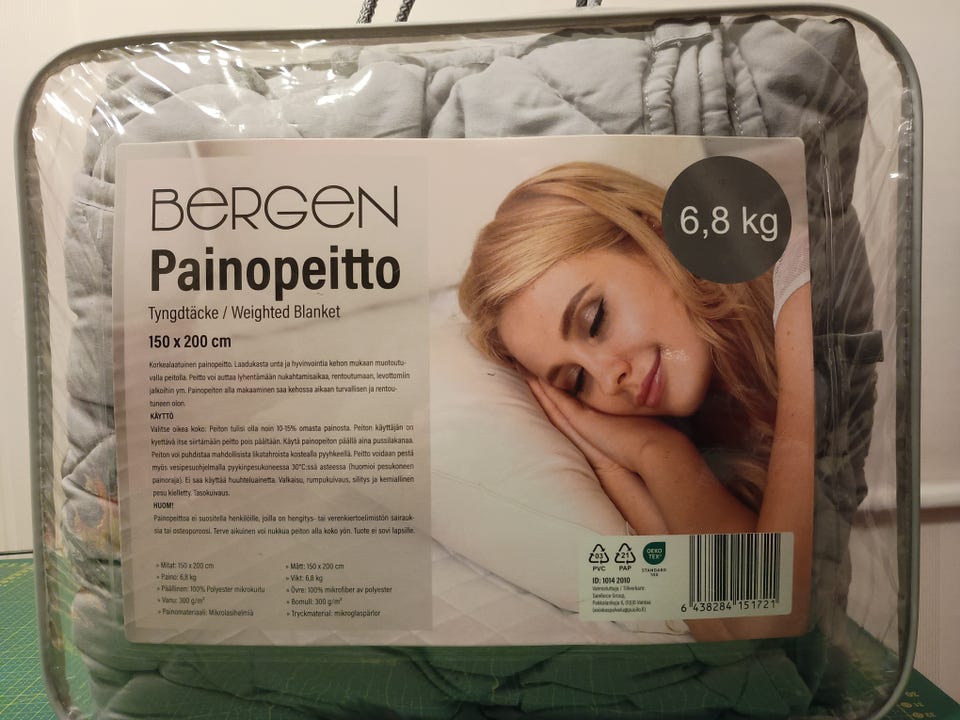 BERGEN
Painopeitto
Tyngdtäcke / Weighted Blanket
150 x 200 cm
6,8 kg
Korkealaatuinen painopeitto. Laadukasta unta ja hyvinvointia kehon mukaan muotoutu-
valla peitolla. Peitto voi auttaa lyhentämään nukahtamisaikaa, rentoutumaan, levottomiin
jalkoihin ym. Painopeiton alla makaaminen saa kehossa aikaan turvallisen ja rentou-
tuneen olon.
KÄYTTÖ
Valitse oikea koko: Peiton tulisi olla noin 10-15% omasta painosta. Peiton käyttäjän on
kyettävä itse siirtämään peitto pois päältään. Käytä painopeiton päällä aina pussilakanaa.
Peiton voi puhdistaa mahdollisista likatahroista kostealla pyyhkeellä. Peitto voidaan pestä
myös vesipesuohjelmalla pyykinpesukoneessa 30°C:ssä asteessa (huomioi pesukoneen
painoraja). Ei saa käyttää huuhteluainetta. Valkaisu, rumpukuivaus, silitys ja kemiallinen
pesu kielletty. Tasokuivaus.
HUOM!
Painopeittoa ei suositella henkilöille, joilla on hengitys- tai verenkiertoelimistön sairauk-
sia tai osteoporoosi. Terve aikuinen voi nukkua peiton alla koko yön. Tuote ei sovi lapsille.
» Mitat: 150 x 200 cm
» Paino: 6,8 kg
» Päällinen: 100% Polyester mikrokuitu
» Vanu: 300 g/m²
» Painomateriaali: Mikrolasihelmiä
» Mått: 150 x 200 cm
» Vikt: 6,8 kg
» Övre: 100% mikrofiber av polyester
» Bomull: 300 g/m²
» Tryckmaterial: mikroglaspärlor
03
PVC
21
PAP
OEKO
TEX®
STANDARD
100
ID: 1014 2010
Valmistuttaja / Tillverkare:
Tamforce Group,
Vantaa
6 438284 151721